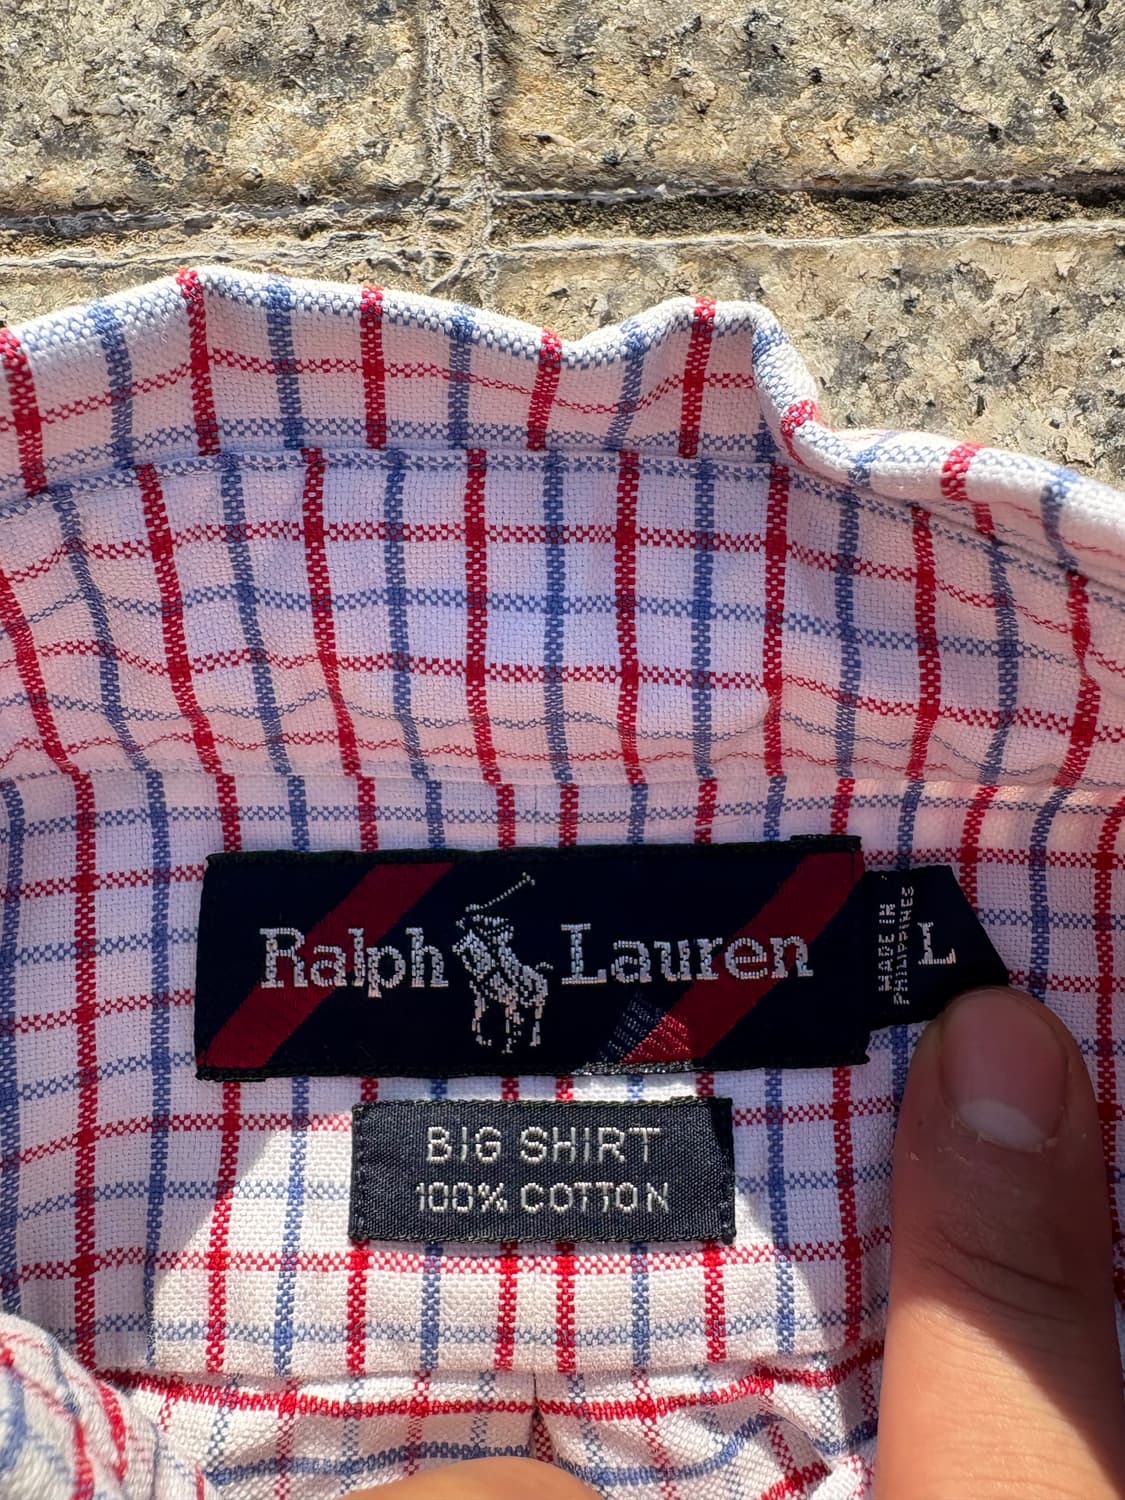 Ralph Lauren
MADE IN
PHILIPPINES
L
BIG SHIRT
100% COTTON